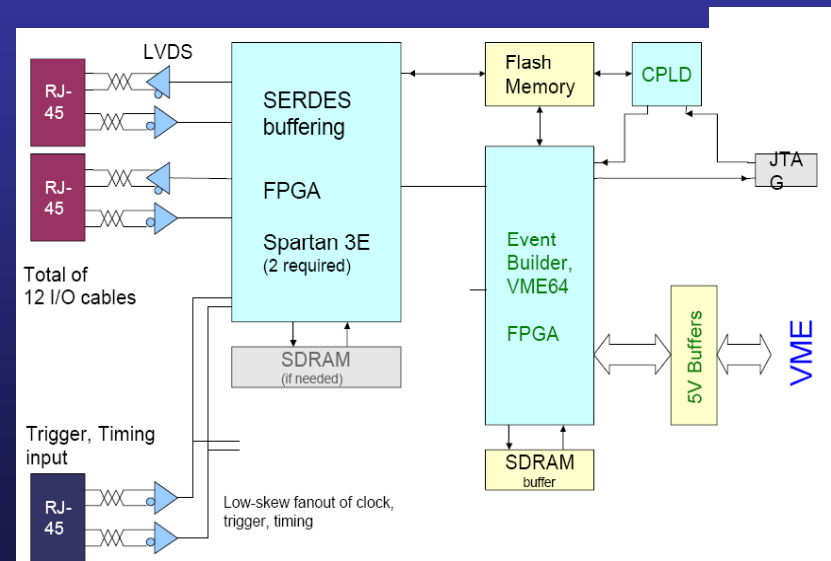 LVDS
RJ-
45
RJ-
45
Total of
12 I/O cables
SERDES
buffering
FPGA
Spartan 3E
(2 required)
SDRAM
(if needed)
Flash
Memory
CPLD
JTA
G
Event
Builder,
VME64
FPGA
5V Buffers
VME
SDRAM
buffer
Trigger, Timing
input
RJ-
45
Low-skew fanout of clock,
trigger, timing